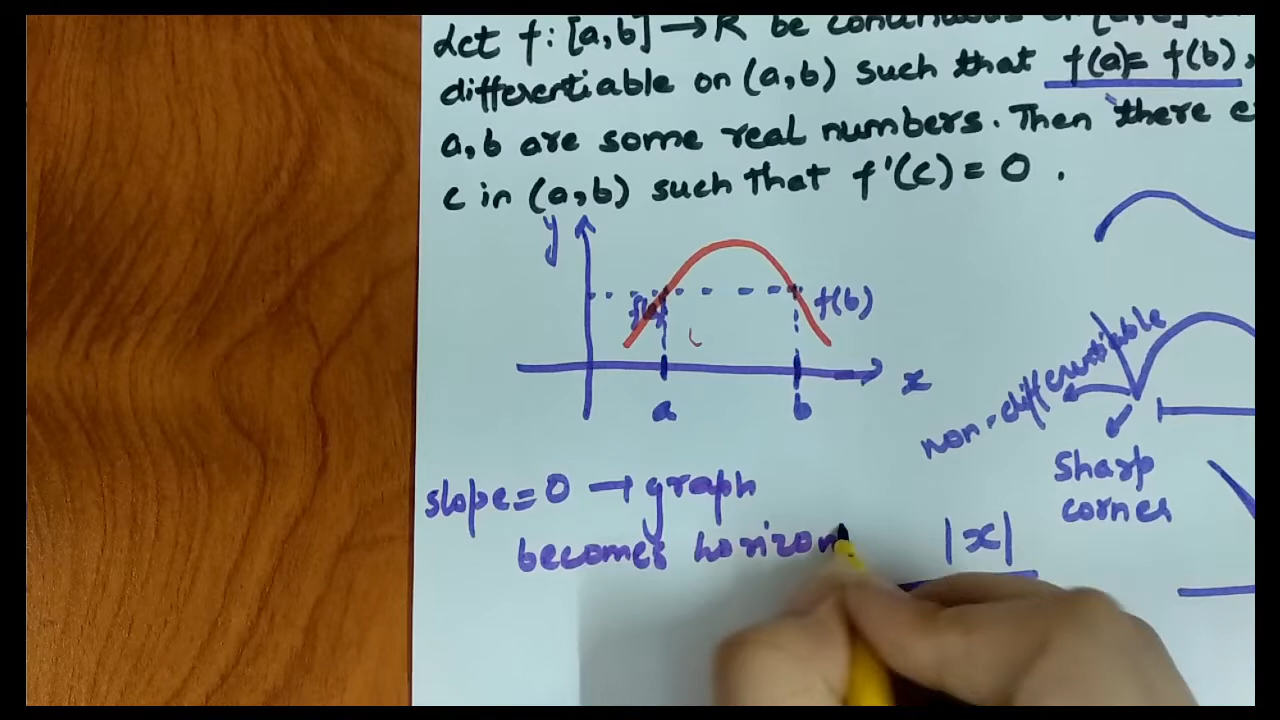 Let f: [a,b] → R be continuous on
differentiable on (a,b) such that f(a)= f(b),
a,b are some real numbers. Then there e
c in (a,b) such that f'(c) = 0 .
y
f(b)
x
a b
non-differentiable
Sharp
corner
slope=0 → graph
becomes horizon
|x|